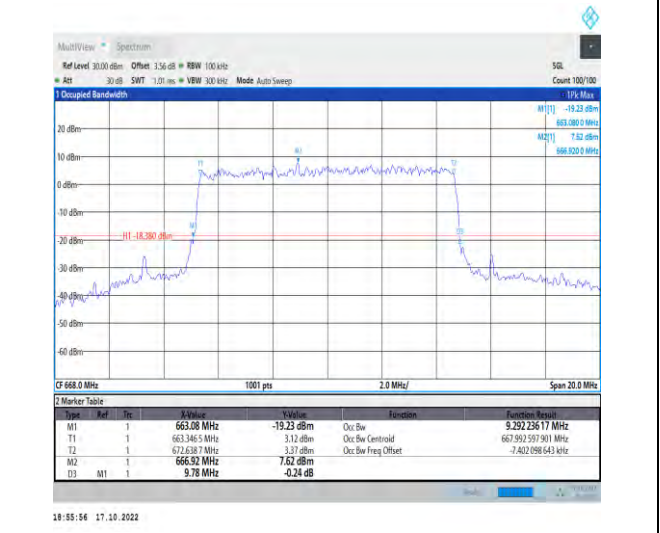 MultiView Spectrum
Ref Level 30.00 dBm Offset 3.56 dB RBW 100 kHz SGL
Att 30 dB SWT 1.01 ms VBW 300 kHz Mode Auto Sweep Count 100/100
1 Occupied Bandwidth 1Pk Max
M1[1] -19.23 dBm
663.080 0 MHz
M2[1] 7.62 dBm
666.920 0 MHz
20 dBm
10 dBm
M2
T1 T2
0 dBm
-10 dBm
M1
D3
H1 -18.380 dBm
-20 dBm
-30 dBm
-40 dBm
-50 dBm
-60 dBm
CF 668.0 MHz 1001 pts 2.0 MHz/ Span 20.0 MHz
2 Marker Table
Type Ref Trc X-Value Y-Value Function Function Result
M1 1 663.08 MHz -19.23 dBm Occ Bw 9.292 236 17 MHz
T1 1 663.346 5 MHz 3.12 dBm Occ Bw Centroid 667.992 597 901 MHz
T2 1 672.638 7 MHz 3.37 dBm Occ Bw Freq Offset -7.402 098 643 kHz
M2 1 666.92 MHz 7.62 dBm
D3 M1 1 9.78 MHz -0.24 dB
18:55:56 17.10.2022